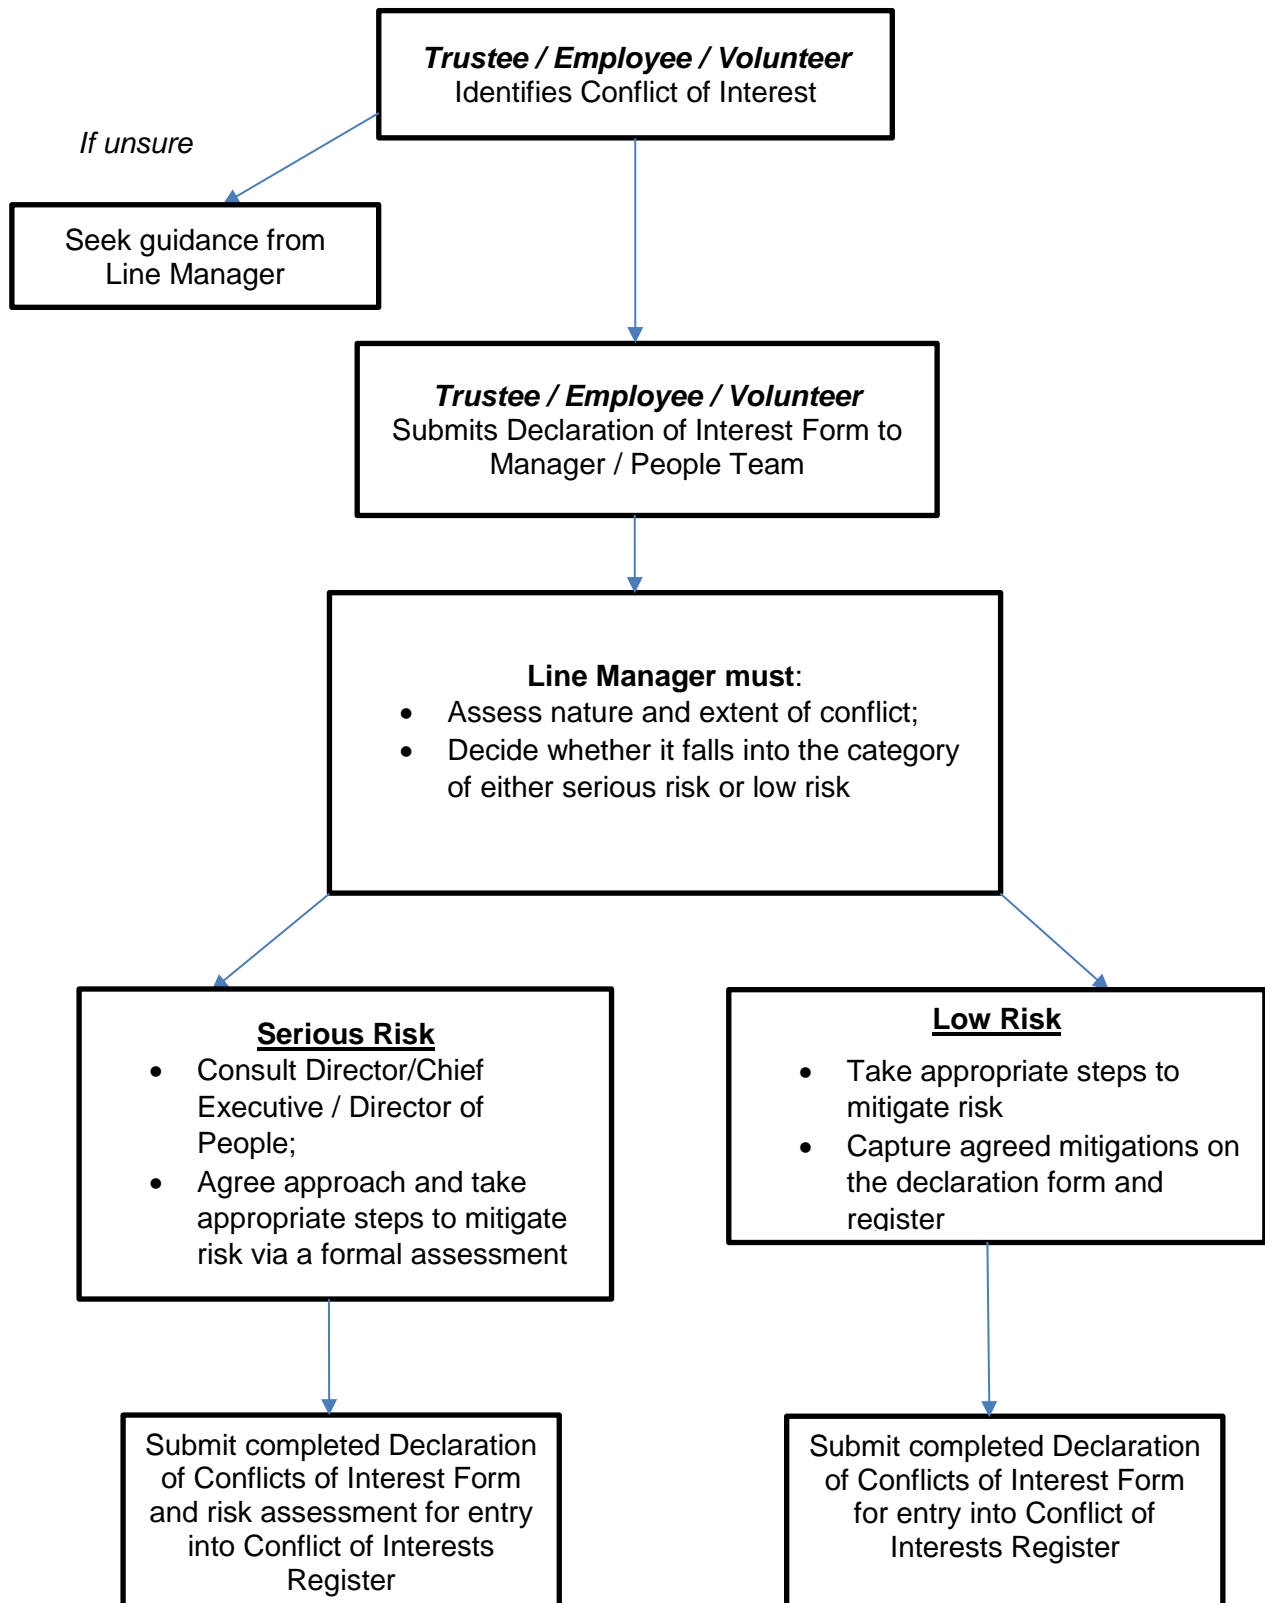 Trustee / Employee / Volunteer
Identifies Conflict of Interest
If unsure
Seek guidance from
Line Manager
Trustee / Employee / Volunteer
Submits Declaration of Interest Form to
Manager / People Team
Line Manager must:
• Assess nature and extent of conflict;
• Decide whether it falls into the category
of either serious risk or low risk
Serious Risk
• Consult Director/Chief
Executive / Director of
People;
• Agree approach and take
appropriate steps to mitigate
risk via a formal assessment
Low Risk
• Take appropriate steps to
mitigate risk
• Capture agreed mitigations on
the declaration form and
register
Submit completed Declaration
of Conflicts of Interest Form
and risk assessment for entry
into Conflict of Interests
Register
Submit completed Declaration
of Conflicts of Interest Form
for entry into Conflict of
Interests Register